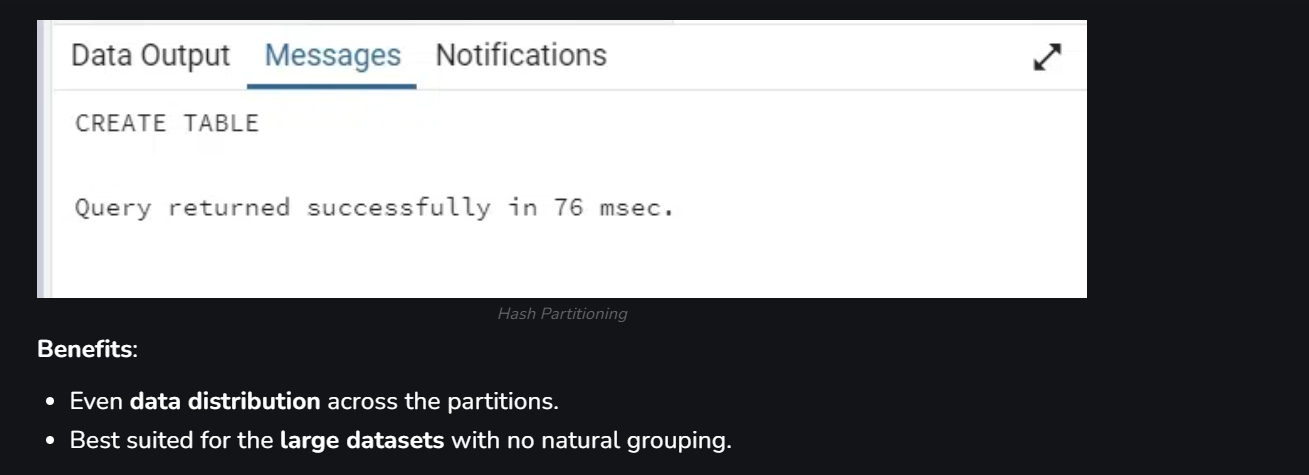 Data Output Messages Notifications
CREATE TABLE
Query returned successfully in 76 msec.
Hash Partitioning
Benefits:
• Even data distribution across the partitions.
• Best suited for the large datasets with no natural grouping.